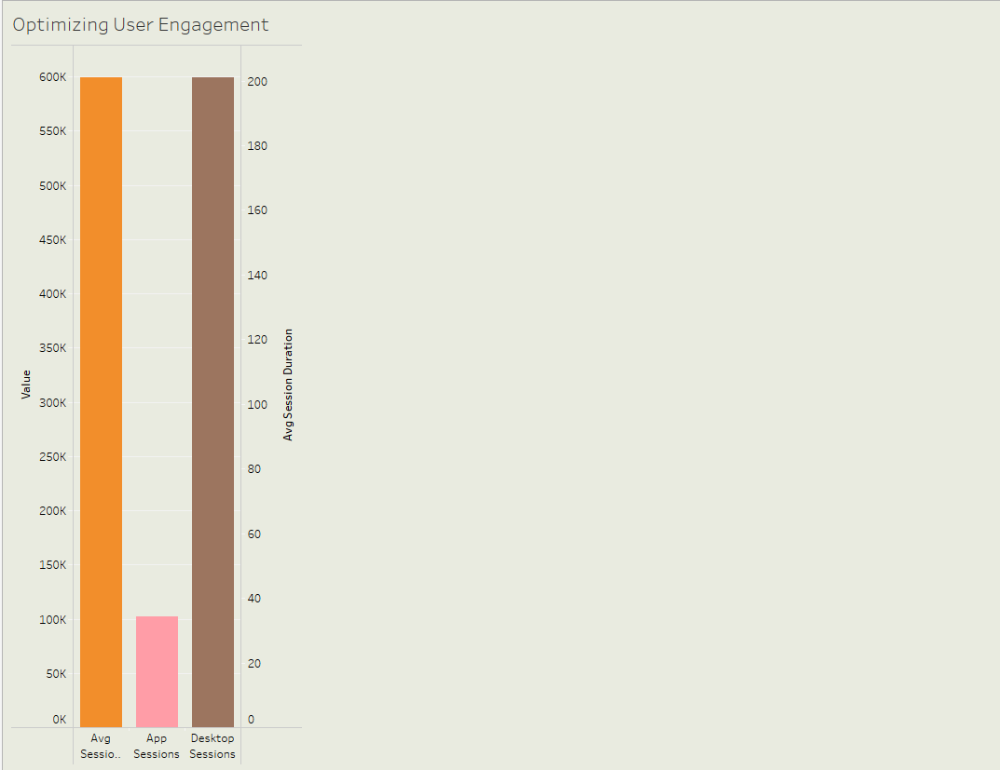 Optimizing User Engagement
600K
550K
500K
450K
400K
350K
300K
250K
200K
150K
100K
50K
0K
Value
200
180
160
140
120
100
80
60
40
20
0
Avg Session Duration
Avg
Sessio..
App
Sessions
Desktop
Sessions